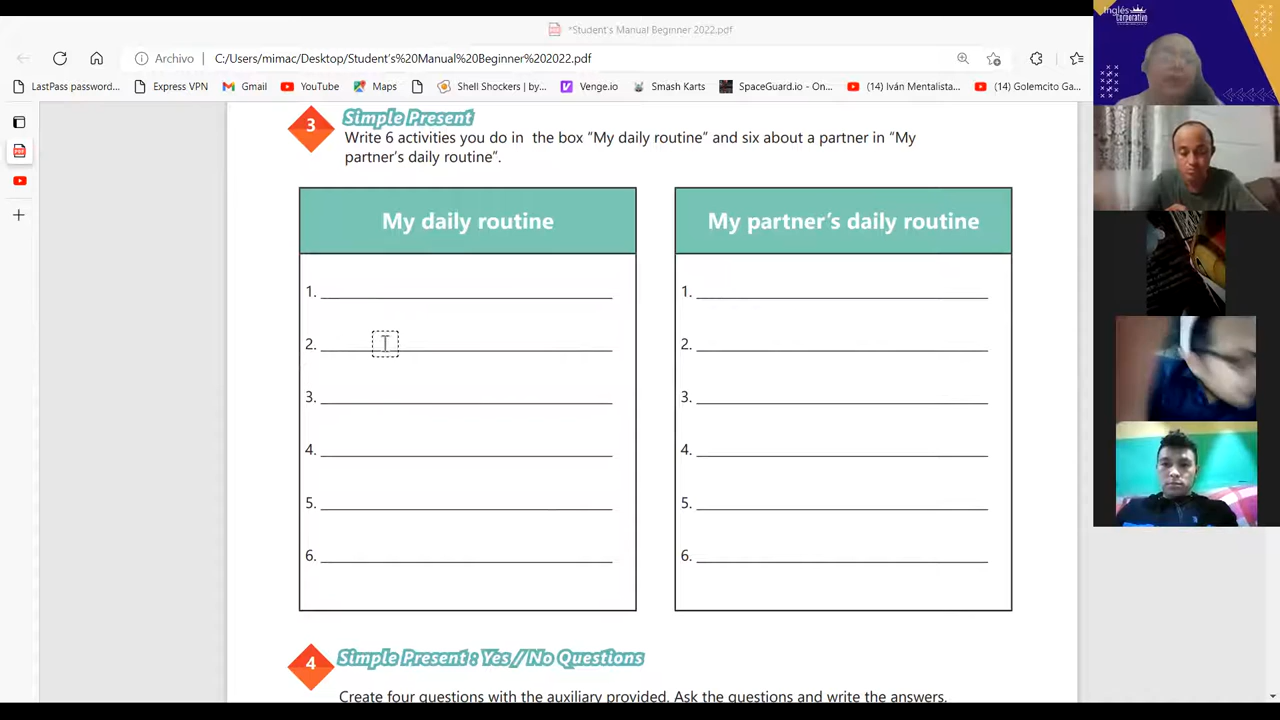 *Student's Manual Beginner 2022.pdf
Archivo
C:/Users/mimac/Desktop/Student's%20Manual%20Beginner%202022.pdf
LastPass password...
Express VPN
Gmail
YouTube
Maps
Shell Shockers | by...
Venge.io
Smash Karts
SpaceGuard.io - On...
(14) Iván Mentalista...
(14) Golemcito Ga...
Inglés
Corporativo
3
Simple Present
Write 6 activities you do in the box “My daily routine” and six about a partner in “My
partner’s daily routine”.
My daily routine
1.
2.
3.
4.
5.
6.
My partner’s daily routine
1.
2.
3.
4.
5.
6.
4
Simple Present : Yes / No Questions
Create four questions with the auxiliary provided. Ask the questions and write the answers.